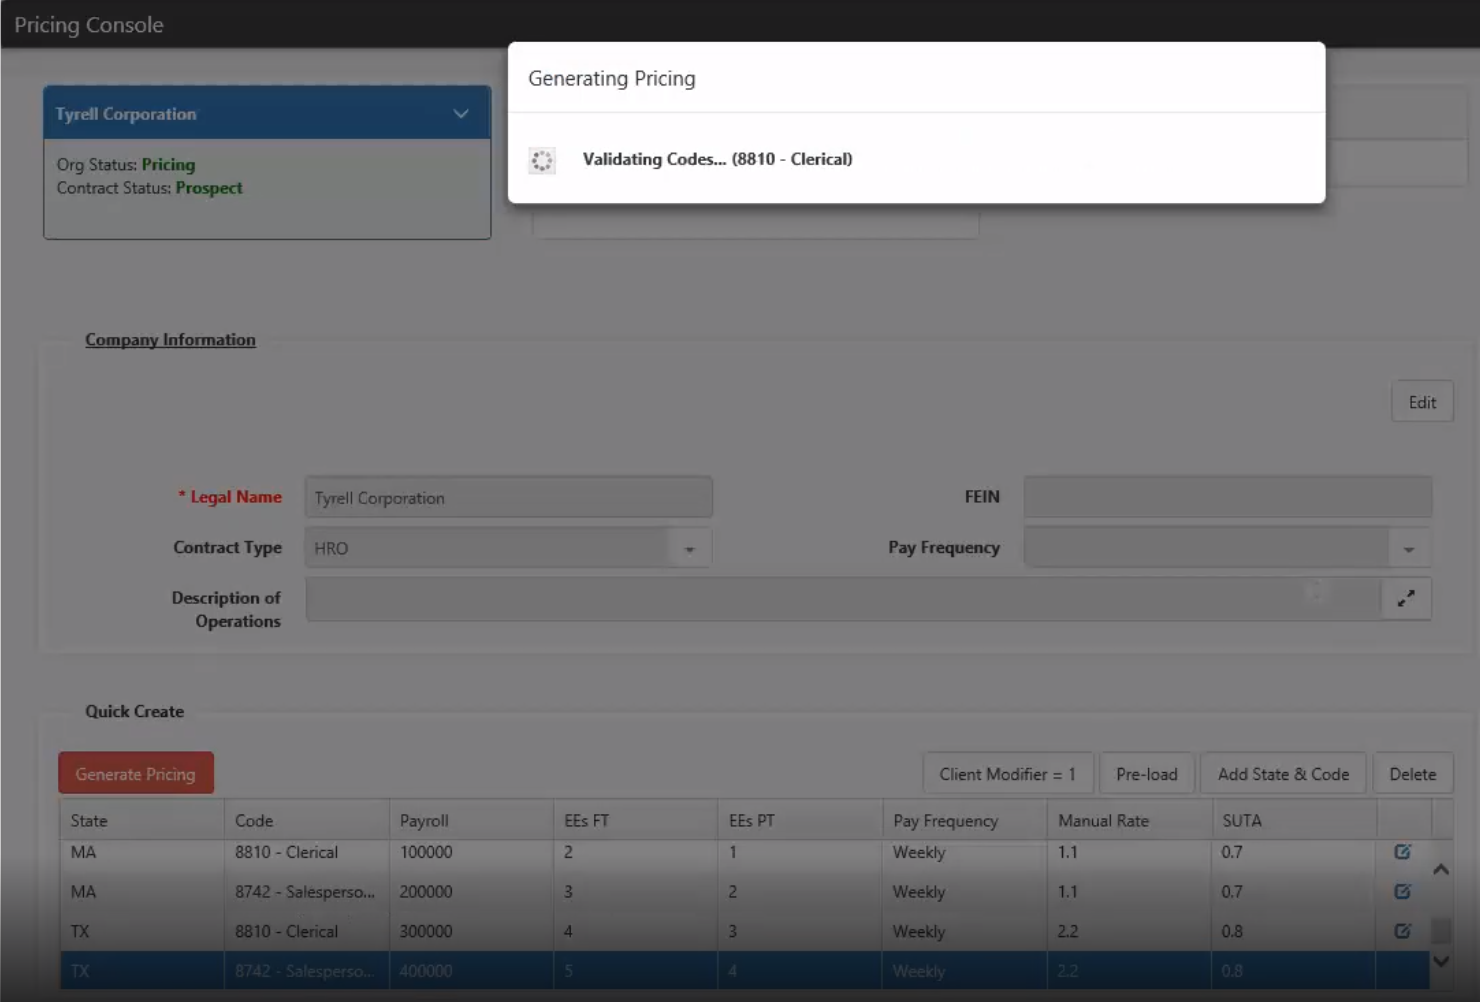 Pricing Console
Generating Pricing
Validating Codes... (8810 - Clerical)
Tyrell Corporation
Org Status: Pricing
Contract Status: Prospect
Company Information
Edit
* Legal Name
Tyrell Corporation
FEIN
Contract Type
HRO
Pay Frequency
Description of
Operations
Quick Create
Generate Pricing
Client Modifier = 1
Pre-load
Add State & Code
Delete
State Code Payroll EEs FT EEs PT Pay Frequency Manual Rate SUTA
MA 8810 - Clerical 100000 2 1 Weekly 1.1 0.7
MA 8742 - Salesperso... 200000 3 2 Weekly 1.1 0.7
TX 8810 - Clerical 300000 4 3 Weekly 2.2 0.8
TX 8742 - Salesperso... 400000 5 4 Weekly 2.2 0.8